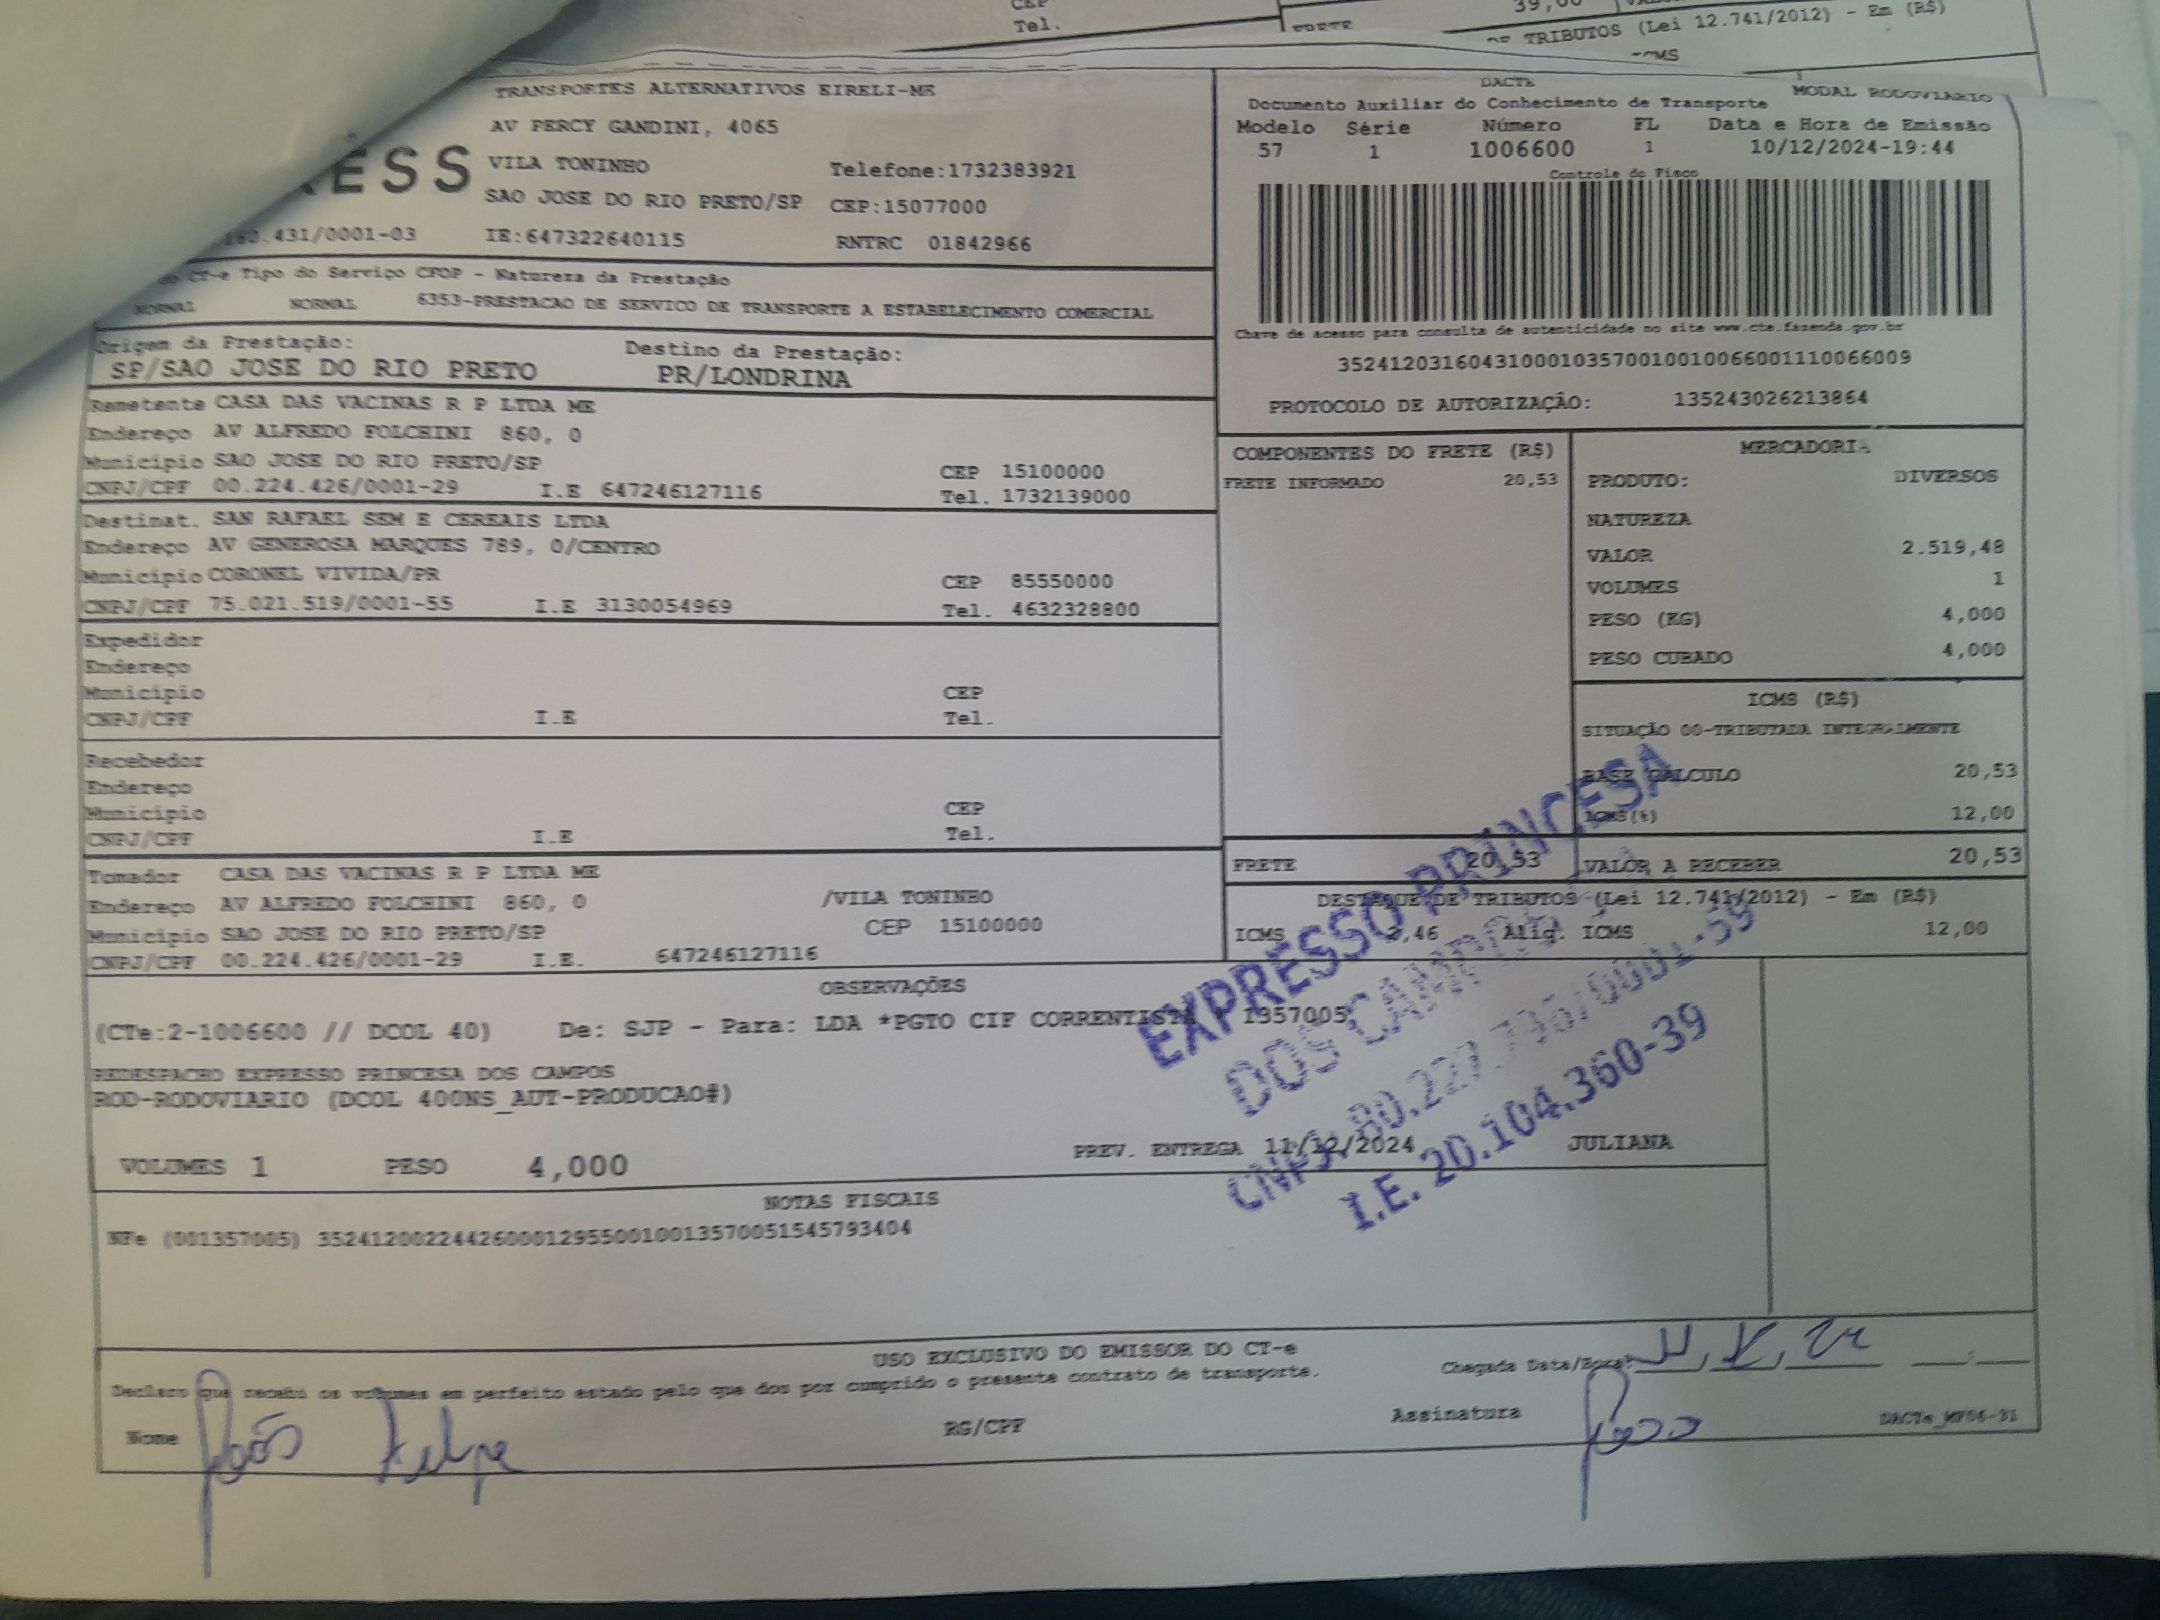 CEP
Tel.
39,00
FRETE
DE TRIBUTOS (Lei 12.741/2012) - Em (R$)
ICMS
TRANSPORTES ALTERNATIVOS EIRELI-ME
AV PERCY GANDINI, 4065
ESS
VILA TONINHO
Telefone:1732383921
SAO JOSE DO RIO PRETO/SP
CEP:15077000
160.431/0001-03
IE:647322640115
RNTRC 01842966
DACTE
MODAL RODOVIARIO
Documento Auxiliar do Conhecimento de Transporte
Modelo Série Número FL Data e Hora de Emissão
57 1 1006600 1 10/12/2024-19:44
Controle do Fisco
Chave de acesso para consulta de autenticidade no site www.cte.fazenda.gov.br
35241203160431000103570010010066001110066009
PROTOCOLO DE AUTORIZAÇÃO: 135243026213864
CT-e Tipo do Serviço CFOP - Natureza da Prestação
NORMAL NORMAL 6353-PRESTACAO DE SERVICO DE TRANSPORTE A ESTABELECIMENTO COMERCIAL
Origem da Prestação: Destino da Prestação:
SP/SAO JOSE DO RIO PRETO PR/LONDRINA
Remetente CASA DAS VACINAS R P LTDA ME
Endereço AV ALFREDO FOLCHINI 860, 0
Município SAO JOSE DO RIO PRETO/SP CEP 15100000
CNPJ/CPF 00.224.426/0001-29 I.E 647246127116 Tel. 1732139000
Destinat. SAN RAFAEL SEM E CEREAIS LTDA
Endereço AV GENEROSA MARQUES 789, 0/CENTRO
Município CORONEL VIVIDA/PR CEP 85550000
CNPJ/CPF 75.021.519/0001-55 I.E 3130054969 Tel. 4632328800
Expedidor
Endereço
Município CEP
CNPJ/CPF I.E Tel.
Recebedor
Endereço
Município CEP
CNPJ/CPF I.E Tel.
Tomador CASA DAS VACINAS R P LTDA ME
Endereço AV ALFREDO FOLCHINI 860, 0 /VILA TONINHO
Município SAO JOSE DO RIO PRETO/SP CEP 15100000
CNPJ/CPF 00.224.426/0001-29 I.E. 647246127116
COMPONENTES DO FRETE (R$)
FRETE INFORMADO 20,53
MERCADORIA
PRODUTO: DIVERSOS
NATUREZA
VALOR 2.519,48
VOLUMES 1
PESO (KG) 4,000
PESO CUBADO 4,000
ICMS (R$)
SITUAÇÃO 00-TRIBUTADA INTEGRALMENTE
BASE CALCULO 20,53
ICMS(%) 12,00
FRETE 20,53 VALOR A RECEBER 20,53
DESTAQUE DE TRIBUTOS (Lei 12.741/2012) - Em (R$)
ICMS 2,46 Aliq. ICMS 12,00
OBSERVAÇÕES
(CTe:2-1006600 // DCOL 40) De: SJP - Para: LDA *PGTO CIF CORRENTISTA 1357005
REDESPACHO EXPRESSO PRINCESA DOS CAMPOS
ROD-RODOVIARIO (DCOL 400NS_AUT-PRODUCAO#)
VOLUMES 1 PESO 4,000 PREV. ENTREGA 11/12/2024 JULIANA
EXPRESSO PRINCESA
DOS CAMPOS
I.E. 20.104.360-39
NOTAS FISCAIS
NFe (001357005) 35241200224426000129550010013570051545793404
USO EXCLUSIVO DO EMISSOR DO CT-e
Declaro que recebi os volumes em perfeito estado pelo que dou por cumprido o presente contrato de transporte.
Chegada Data/Hora:
Nome João Felipe RG/CPF Assinatura João